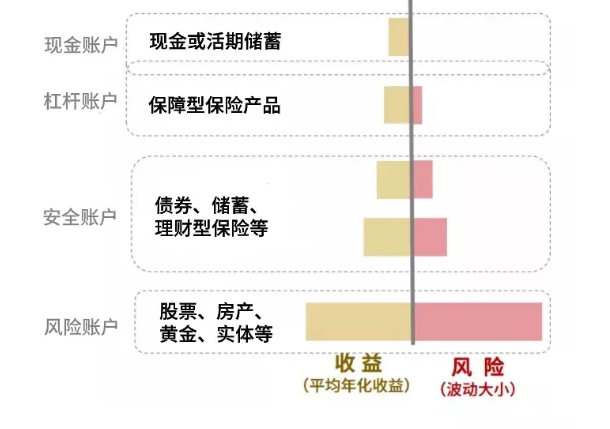 现金账户
现金或活期储蓄
杠杆账户
保障型保险产品
安全账户
债券、储蓄、
理财型保险等
风险账户
股票、房产、
黄金、实体等
收益
(平均年化收益)
风险
(波动大小)